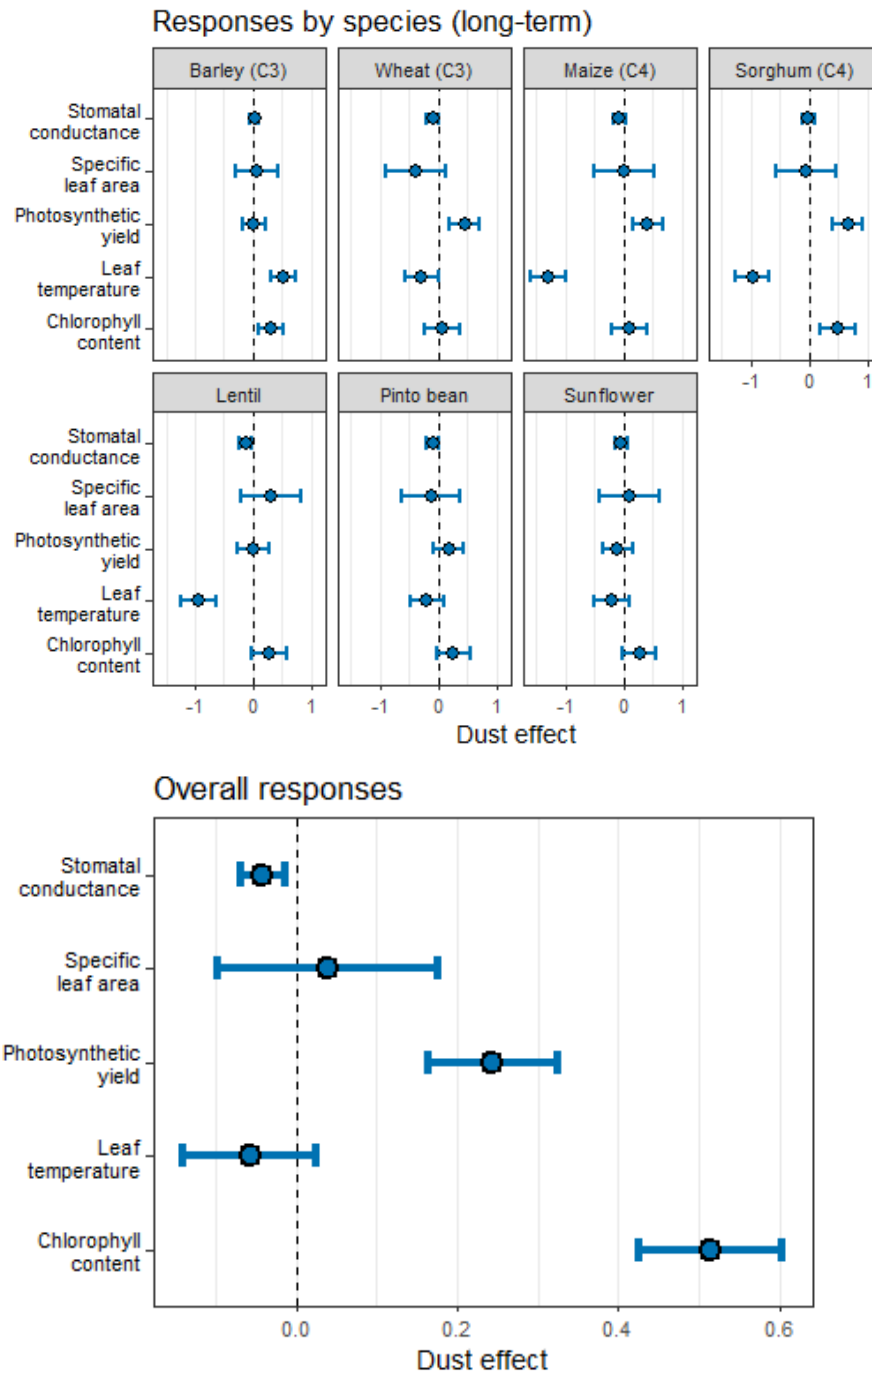 Responses by species (long-term)
Barley (C3) Wheat (C3) Maize (C4) Sorghum (C4)
Stomatal
conductance
Specific
leaf area
Photosynthetic
yield
Leaf
temperature
Chlorophyll
content
-1 0 1
Lentil Pinto bean Sunflower
Stomatal
conductance
Specific
leaf area
Photosynthetic
yield
Leaf
temperature
Chlorophyll
content
-1 0 1 -1 0 1 -1 0 1
Dust effect
Overall responses
Stomatal
conductance
Specific
leaf area
Photosynthetic
yield
Leaf
temperature
Chlorophyll
content
0.0 0.2 0.4 0.6
Dust effect